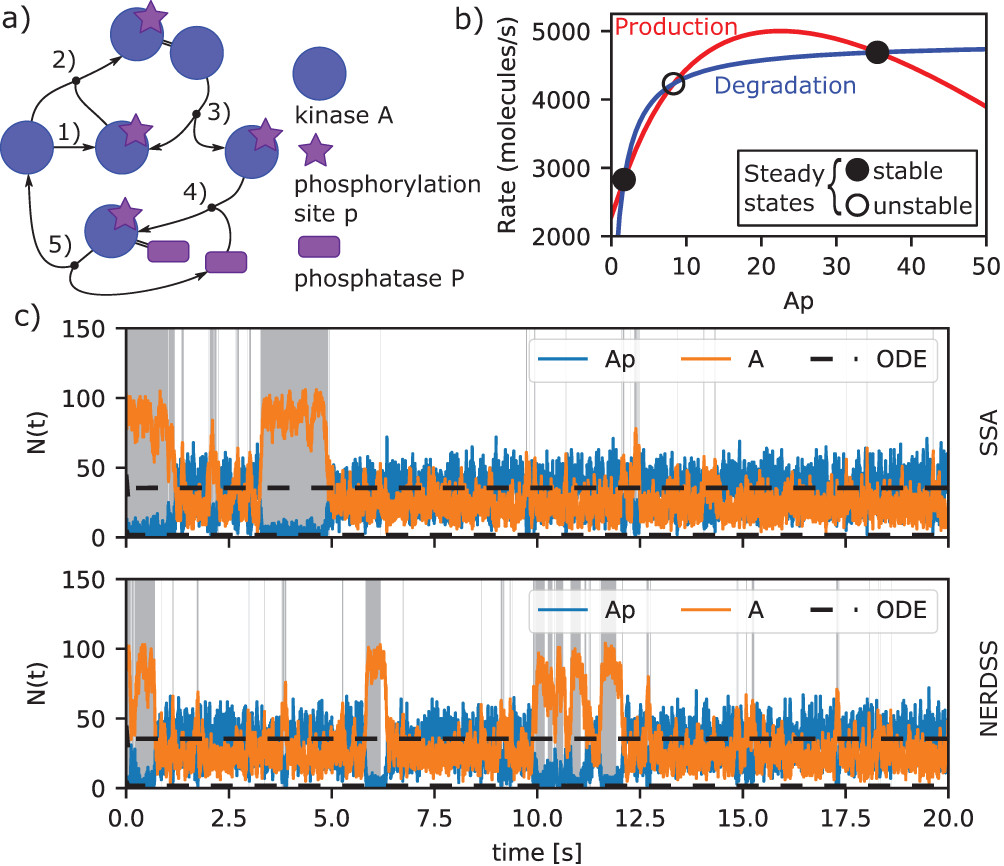 a)
2)
1)
3)
4)
5)
kinase A
phosphorylation
site p
phosphatase P
b)
Rate (molecules/s)
5000
4000
3000
2000
Production
Degradation
Steady
states
stable
unstable
0 10 20 30 40 50
Ap
c)
N(t)
150
100
50
0
Ap A ODE
SSA
N(t)
150
100
50
0
Ap A ODE
NERDSS
0.0 2.5 5.0 7.5 10.0 12.5 15.0 17.5 20.0
time [s]